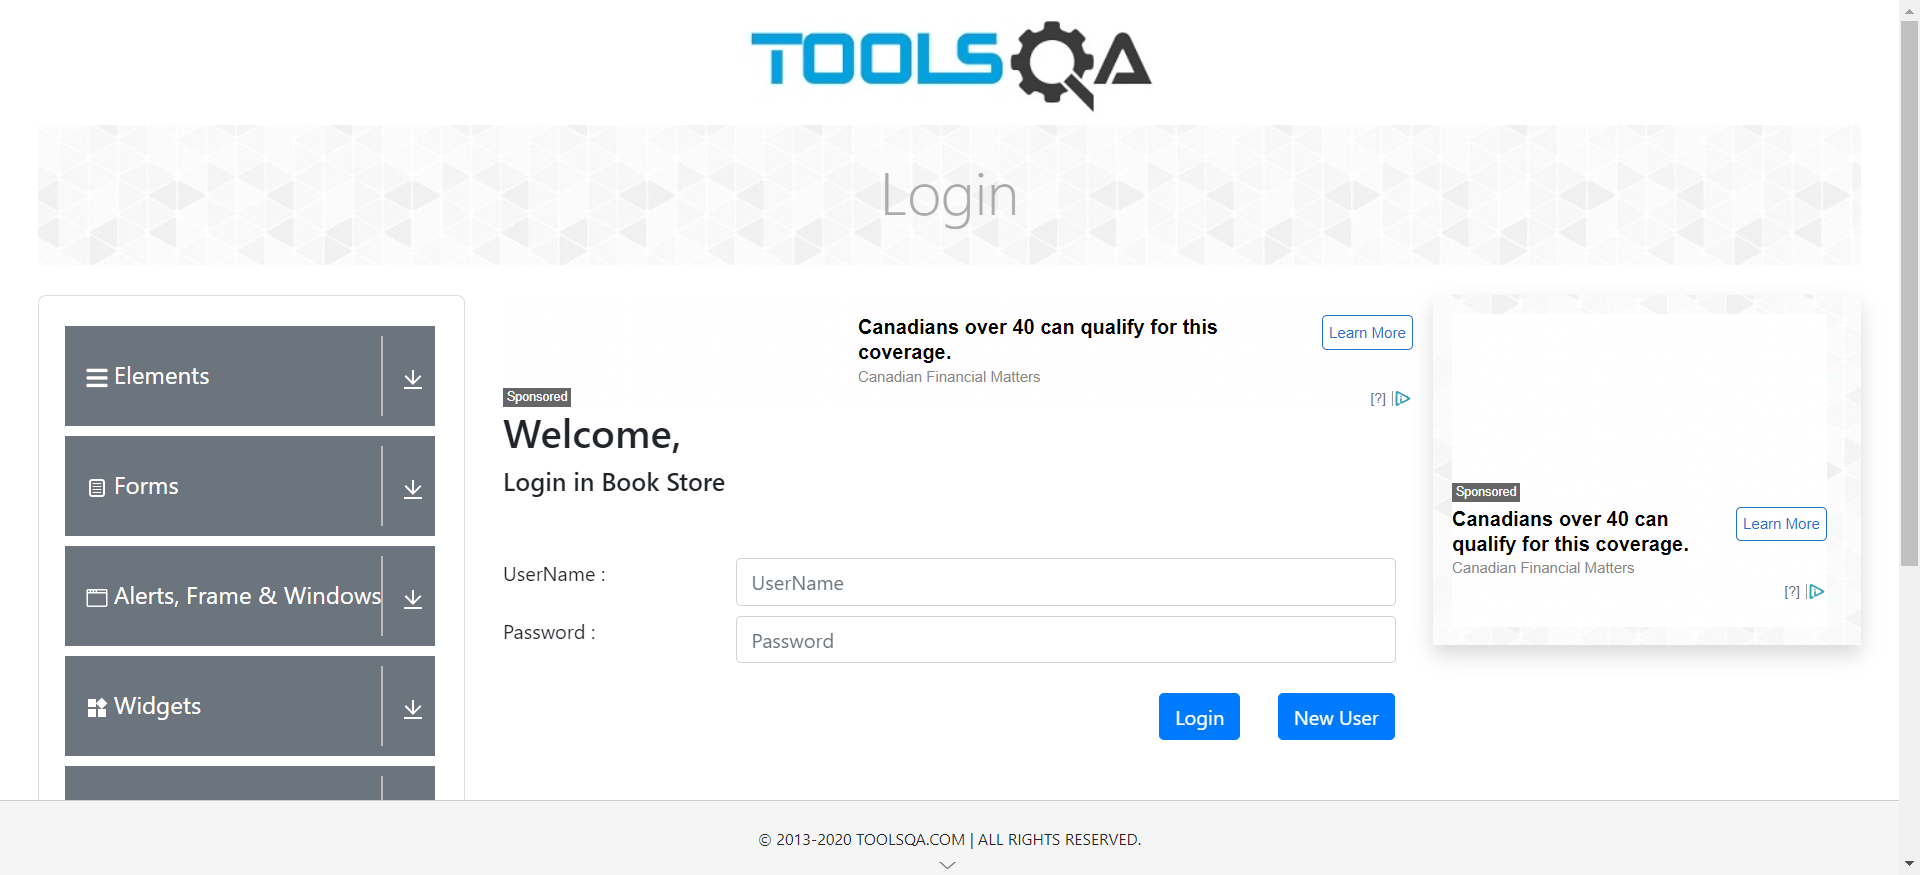 TOOLSQA
Login
Elements
Forms
Alerts, Frame & Windows
Widgets
Canadians over 40 can qualify for this
coverage.
Canadian Financial Matters
Learn More
[?]
Sponsored
Welcome,
Login in Book Store
UserName :
UserName
Password :
Password
Login
New User
Sponsored
Canadians over 40 can
qualify for this coverage.
Canadian Financial Matters
Learn More
[?]
© 2013-2020 TOOLSQA.COM | ALL RIGHTS RESERVED.